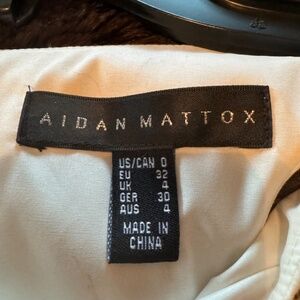 AIDAN MATTOX
US/CAN 0
EU 32
UK 4
GER 30
AUS 4
MADE IN
CHINA